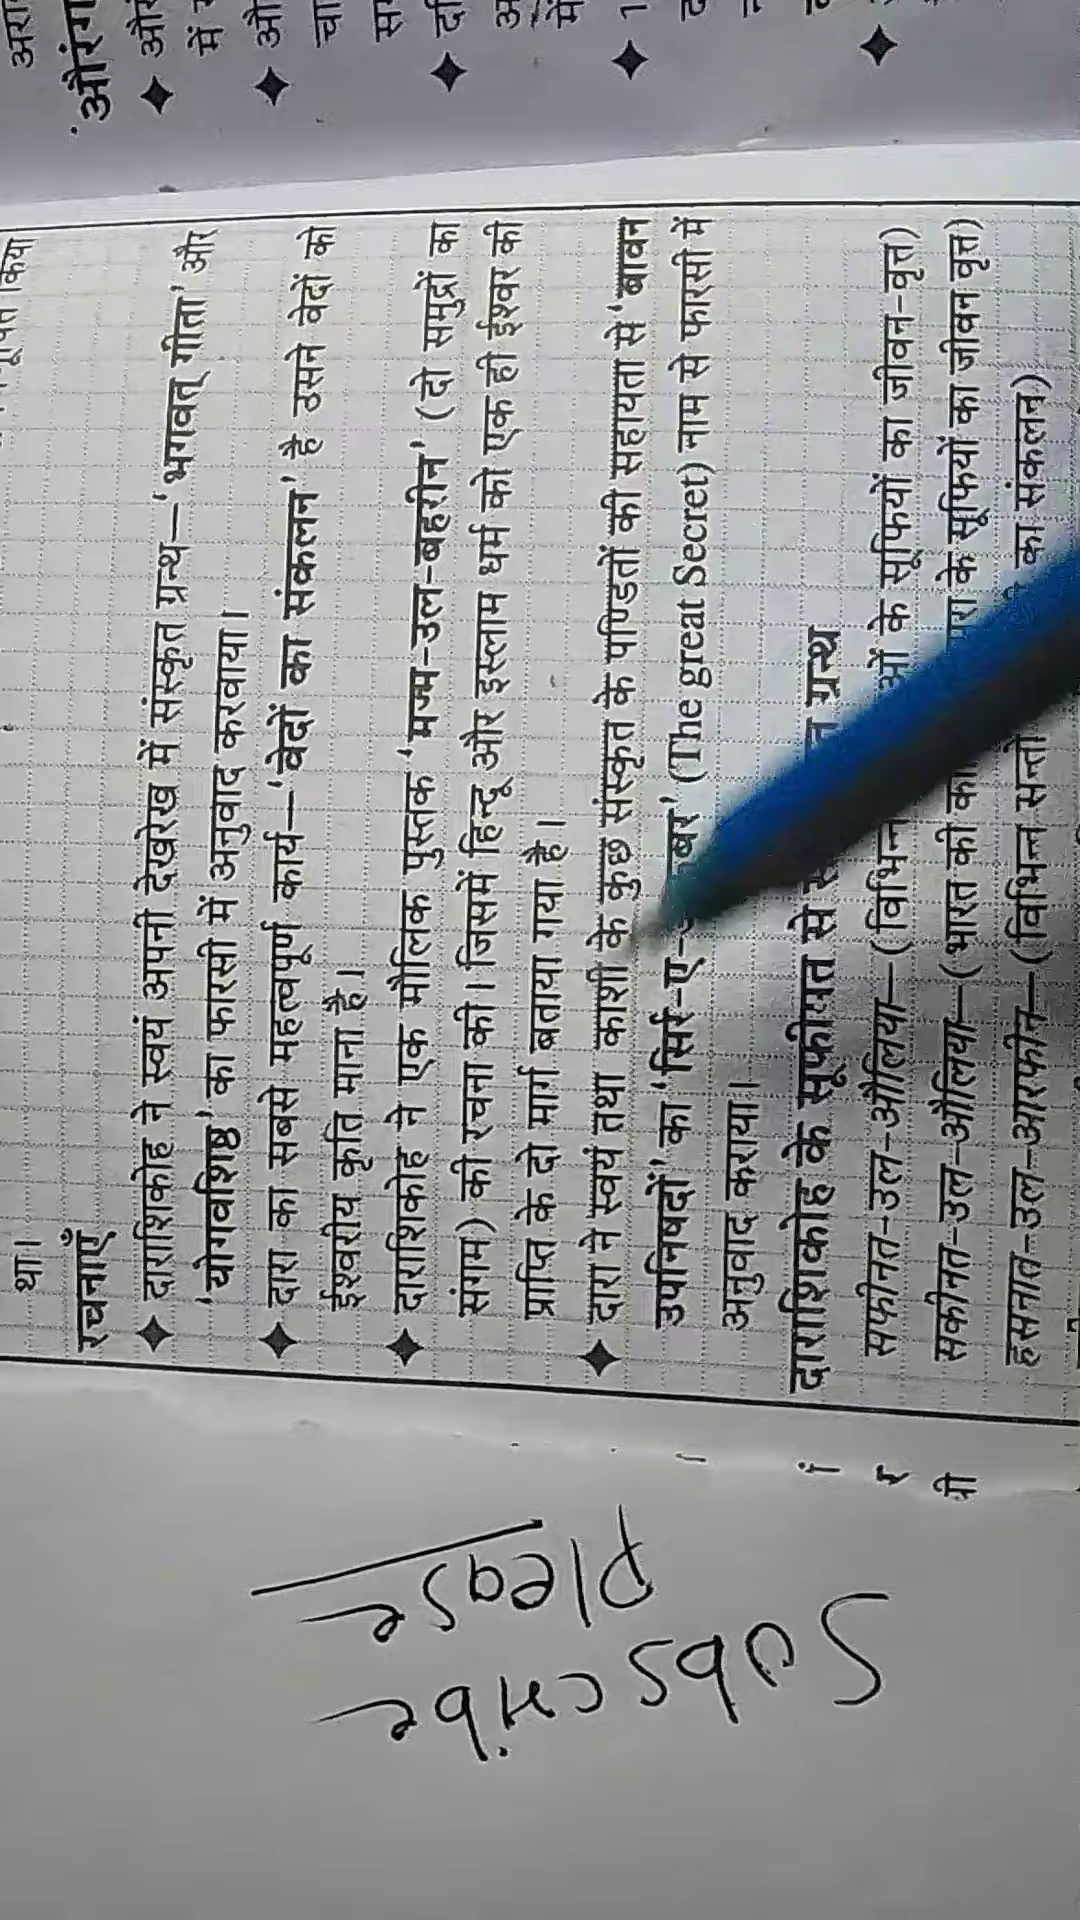 था।
रचनाएँ
✦ दाराशिकोह ने स्वयं अपनी देखरेख में संस्कृत ग्रन्थ—'भगवत् गीता' और
'योगवशिष्ठ' का फारसी में अनुवाद करवाया।
✦ दारा का सबसे महत्वपूर्ण कार्य—'वेदों का संकलन' है उसने वेदों को
ईश्वरीय कृति माना है।
✦ दाराशिकोह ने एक मौलिक पुस्तक 'मज्म-उल-बहरीन' (दो समुद्रों का
संगम) की रचना की। जिसमें हिन्दू और इस्लाम धर्म को एक ही ईश्वर की
प्राप्ति के दो मार्ग बताया गया है।
✦ दारा ने स्वयं तथा काशी के कुछ संस्कृत के पण्डितों की सहायता से 'बावन
उपनिषदों' का 'सिर्र-ए- (The great Secret) नाम से फारसी में
अनुवाद कराया।
दाराशिकोह के सूफीमत से ग्रन्थ
सफीनत-उल-औलिया—(विभिन्न के सूफियों का जीवन-वृत्त)
सकीनत-उल-औलिया—(भारत की के सूफियों का जीवन वृत्त)
हसनात-उल-आरफीन—(विभिन्न सन्तों का संकलन)
Subscribe
please